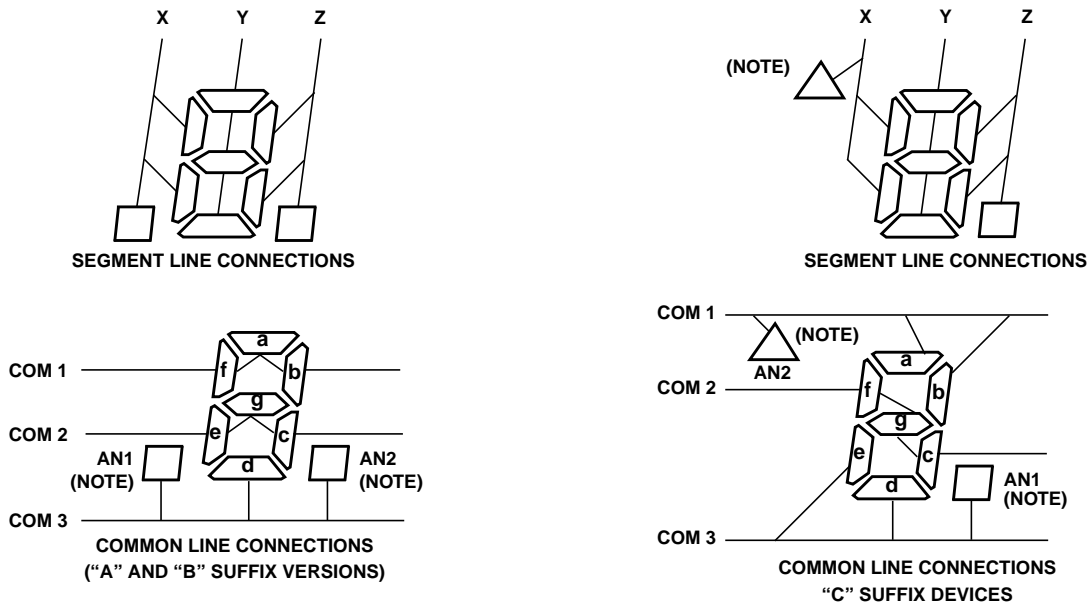 X Y Z
SEGMENT LINE CONNECTIONS
COM 1
COM 2
COM 3
a
f
b
g
e
c
d
AN1
(NOTE)
AN2
(NOTE)
COMMON LINE CONNECTIONS
(“A” AND “B” SUFFIX VERSIONS)
X Y Z
(NOTE)
SEGMENT LINE CONNECTIONS
COM 1
(NOTE)
AN2
COM 2
COM 3
a
f
b
g
e
c
d
AN1
(NOTE)
COMMON LINE CONNECTIONS
“C” SUFFIX DEVICES